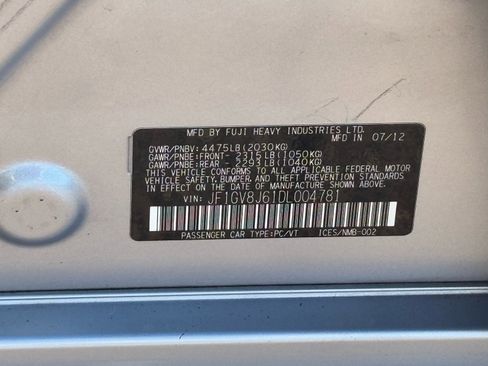 MFD BY FUJI HEAVY INDUSTRIES LTD.
MFD IN 07/12
GVWR/PNBV: 4475LB(2030KG)
GAWR/PNBE:FRONT- 2315LB(1050KG)
GAWR/PNBE:REAR - 2293LB(1040KG)
THIS VEHICLE CONFORMS TO ALL APPLICABLE FEDERAL MOTOR
VEHICLE SAFETY, BUMPER AND THEFT PREVENTION STANDARDS
IN EFFECT ON THE DATE OF MANUFACTURE SHOWN ABOVE.
VIN: JF1GV8J61DL004781
PASSENGER CAR TYPE:PC/VT ICES/NMB-002